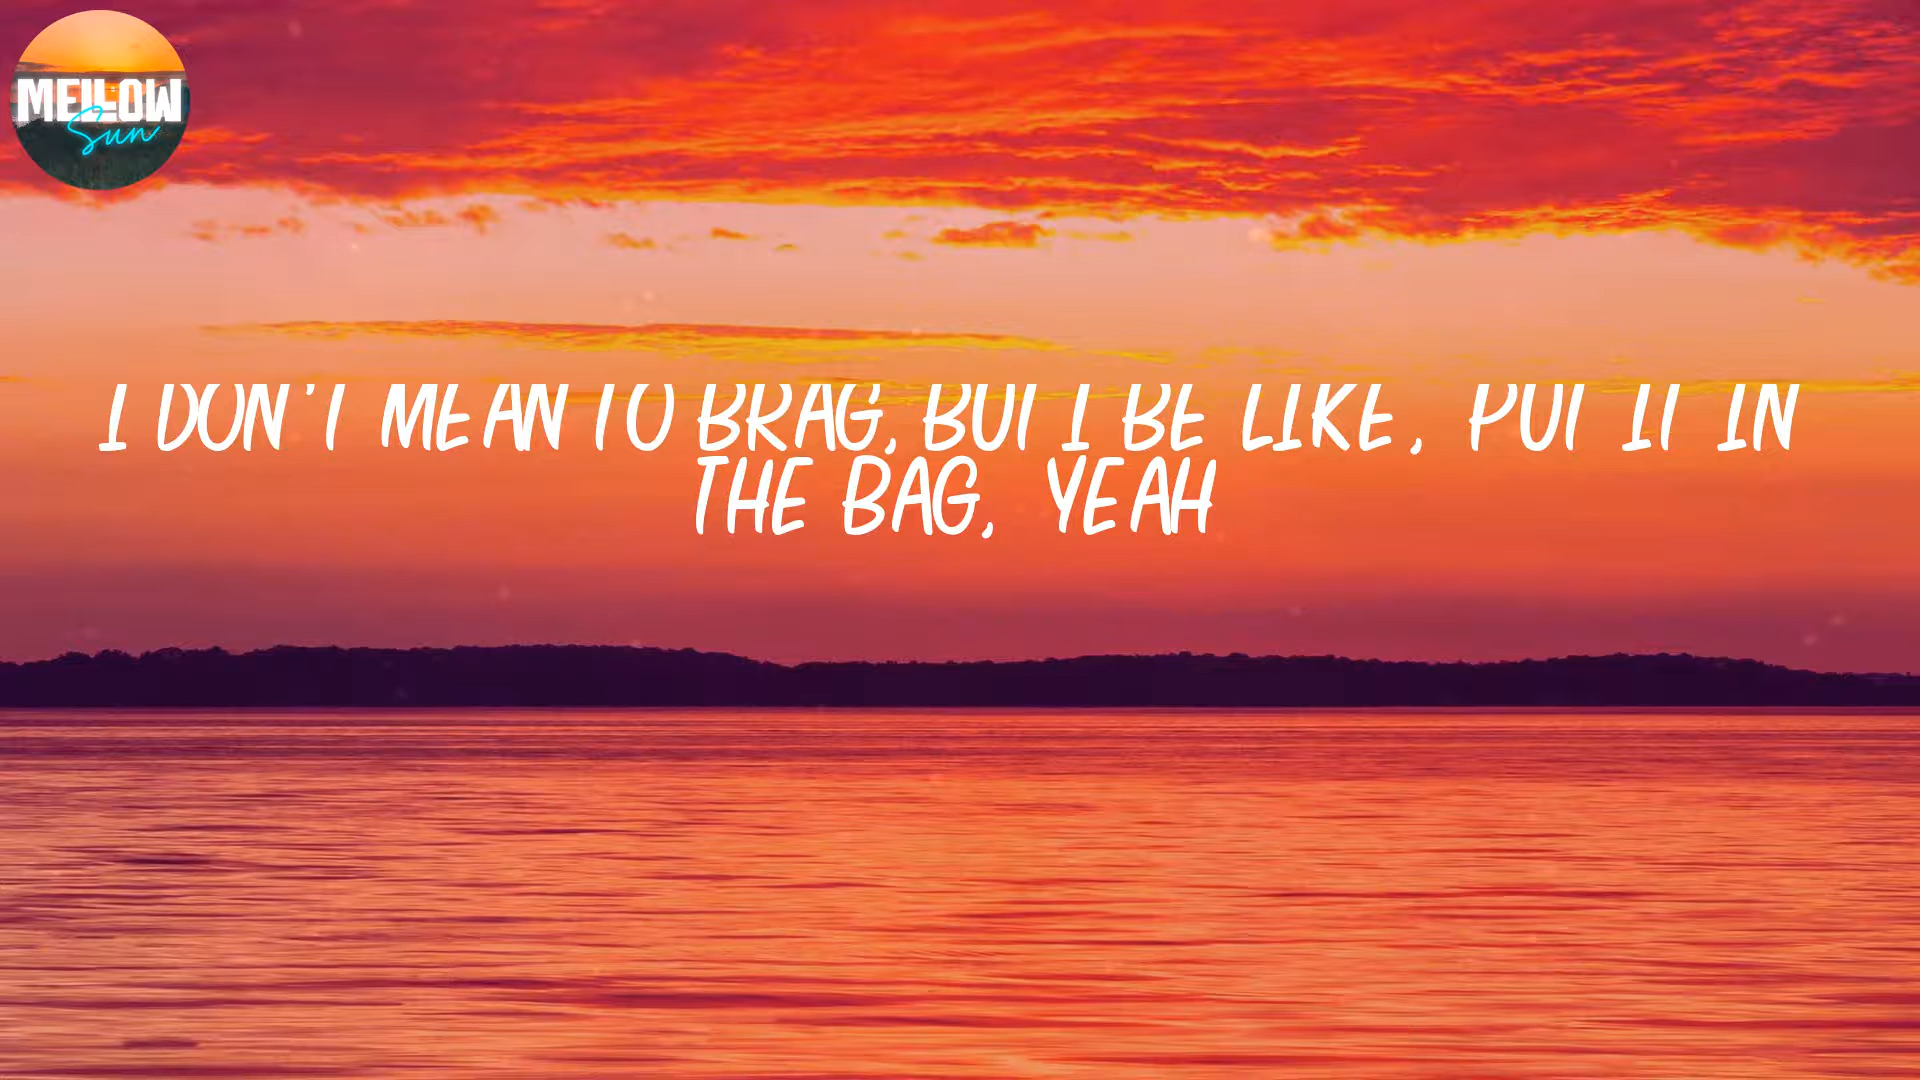 MELLOW
Sun
I DON'T MEAN TO BRAG, BUT I BE LIKE, PUT IT IN
THE BAG, YEAH